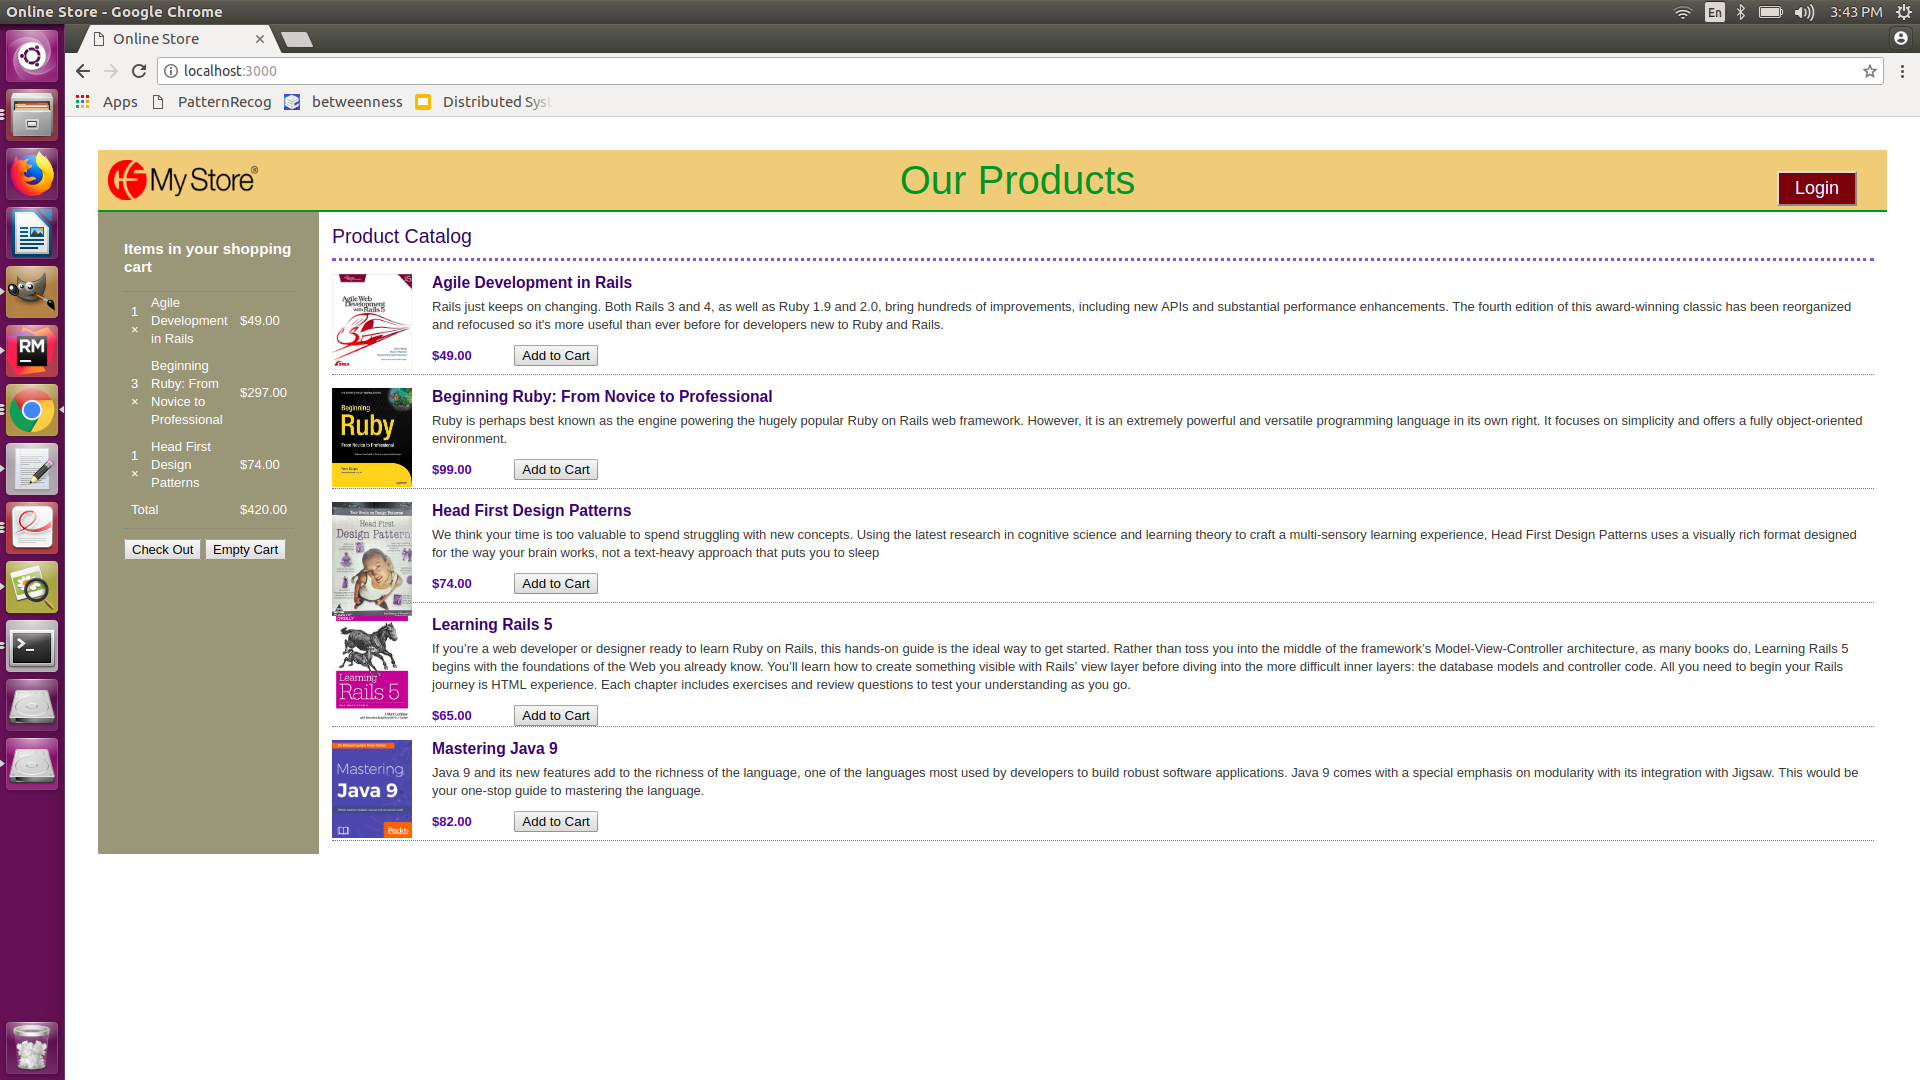 Online Store - Google Chrome
En
3:43 PM
Online Store
localhost:3000
Apps
PatternRecog
betweenness
Distributed Syst
My Store®
Our Products
Login
Items in your shopping
cart
1
×
Agile
Development
in Rails
$49.00
3
×
Beginning
Ruby: From
Novice to
Professional
$297.00
1
×
Head First
Design
Patterns
$74.00
Total
$420.00
Check Out
Empty Cart
Product Catalog
Agile Web
Development
with Rails 5
Agile Development in Rails
Rails just keeps on changing. Both Rails 3 and 4, as well as Ruby 1.9 and 2.0, bring hundreds of improvements, including new APIs and substantial performance enhancements. The fourth edition of this award-winning classic has been reorganized
and refocused so it's more useful than ever before for developers new to Ruby and Rails.
$49.00
Add to Cart
Beginning
Ruby
From Novice to Professional
Beginning Ruby: From Novice to Professional
Ruby is perhaps best known as the engine powering the hugely popular Ruby on Rails web framework. However, it is an extremely powerful and versatile programming language in its own right. It focuses on simplicity and offers a fully object-oriented
environment.
$99.00
Add to Cart
Head First
Design Pattern
Head First Design Patterns
We think your time is too valuable to spend struggling with new concepts. Using the latest research in cognitive science and learning theory to craft a multi-sensory learning experience, Head First Design Patterns uses a visually rich format designed
for the way your brain works, not a text-heavy approach that puts you to sleep
$74.00
Add to Cart
Learning
Rails 5
Learning Rails 5
If you’re a web developer or designer ready to learn Ruby on Rails, this hands-on guide is the ideal way to get started. Rather than toss you into the middle of the framework’s Model-View-Controller architecture, as many books do, Learning Rails 5
begins with the foundations of the Web you already know. You’ll learn how to create something visible with Rails’ view layer before diving into the more difficult inner layers: the database models and controller code. All you need to begin your Rails
journey is HTML experience. Each chapter includes exercises and review questions to test your understanding as you go.
$65.00
Add to Cart
Mastering
Java 9
Packt>
Mastering Java 9
Java 9 and its new features add to the richness of the language, one of the languages most used by developers to build robust software applications. Java 9 comes with a special emphasis on modularity with its integration with Jigsaw. This would be
your one-stop guide to mastering the language.
$82.00
Add to Cart
RM